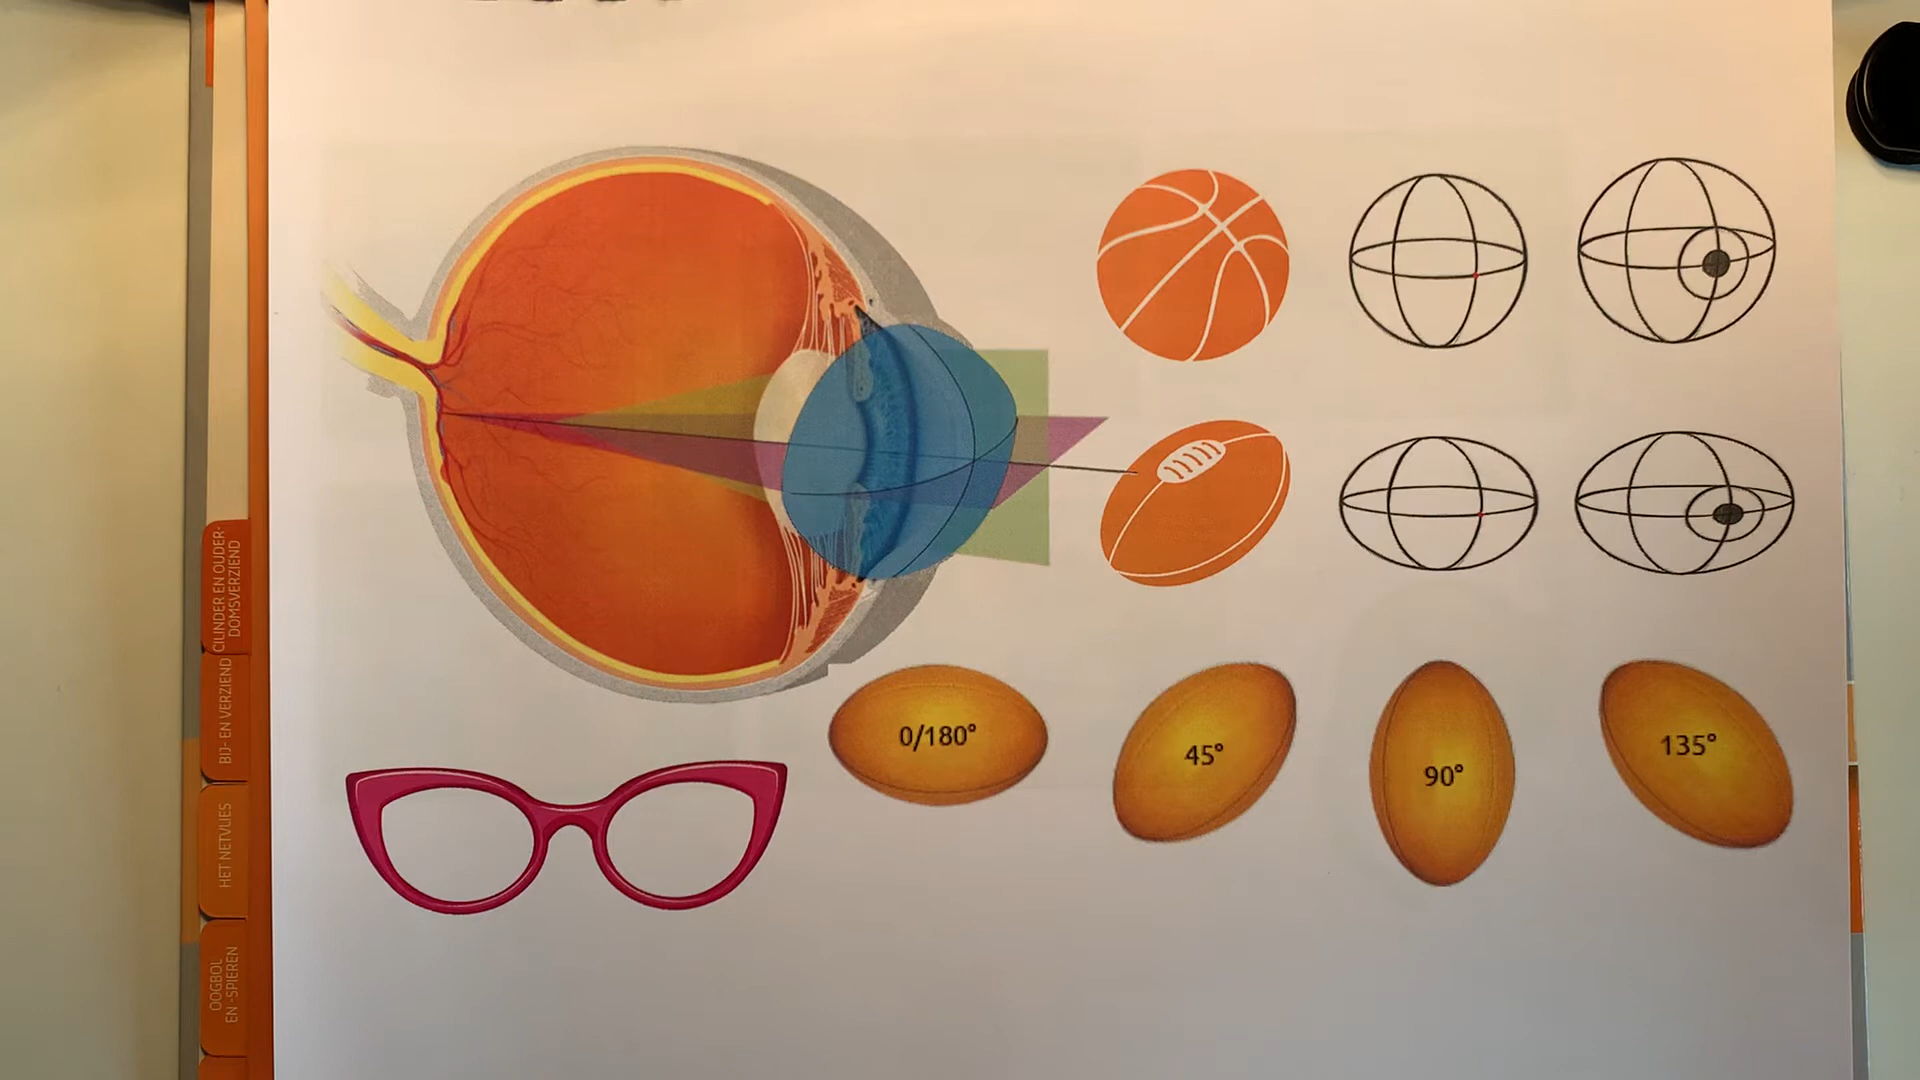 CILINDER EN OUDER-
DOMSVERZIEND
BIJ- EN VERZIEND
HET NETVLIES
OOGBOL
EN -SPIEREN
0/180°
45°
90°
135°